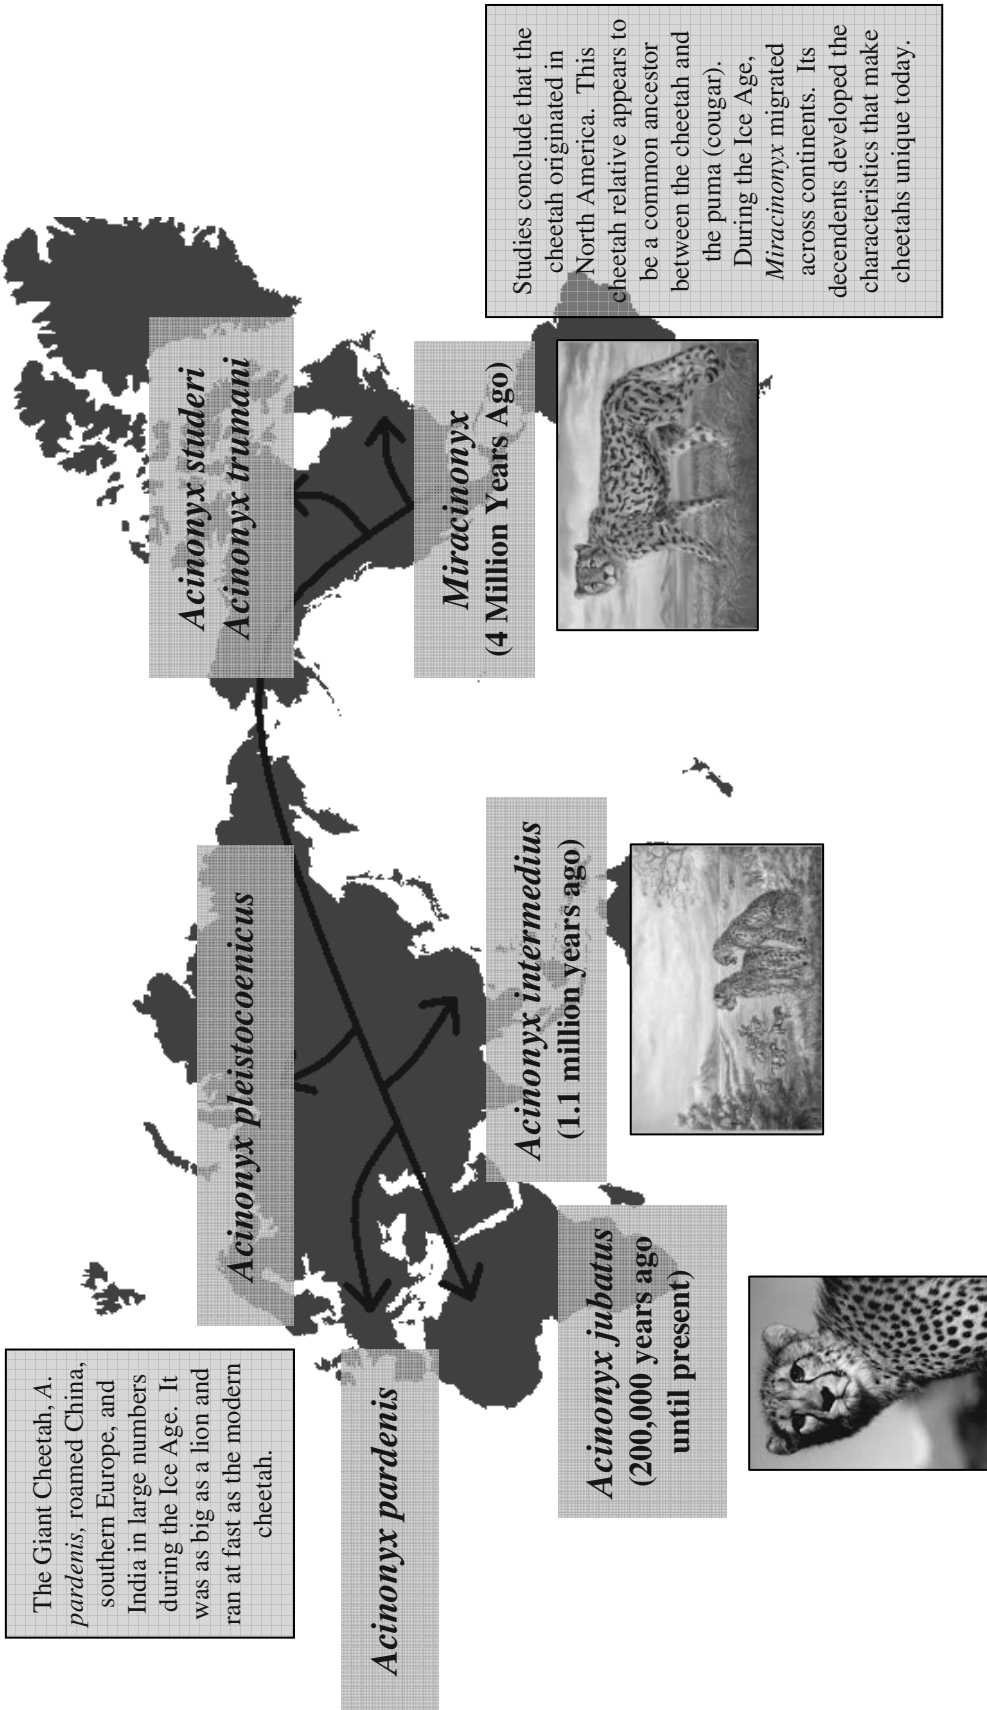 The Giant Cheetah, A.
pardenis, roamed China,
southern Europe, and
India in large numbers
during the Ice Age.  It
was as big as a lion and
ran at fast as the modern
cheetah.
Acinonyx pleistocoenicus
Acinonyx studeri
Acinonyx trumani
Acinonyx pardenis
Miracinonyx
(4 Million Years Ago)
Acinonyx intermedius
(1.1 million years ago)
Acinonyx jubatus
(200,000 years ago
until present)
Studies conclude that the
cheetah originated in
North America.  This
cheetah relative appears to
be a common ancestor
between the cheetah and
the puma (cougar).
During the Ice Age,
Miracinonyx migrated
across continents.  Its
decendents developed the
characteristics that make
cheetahs unique today.